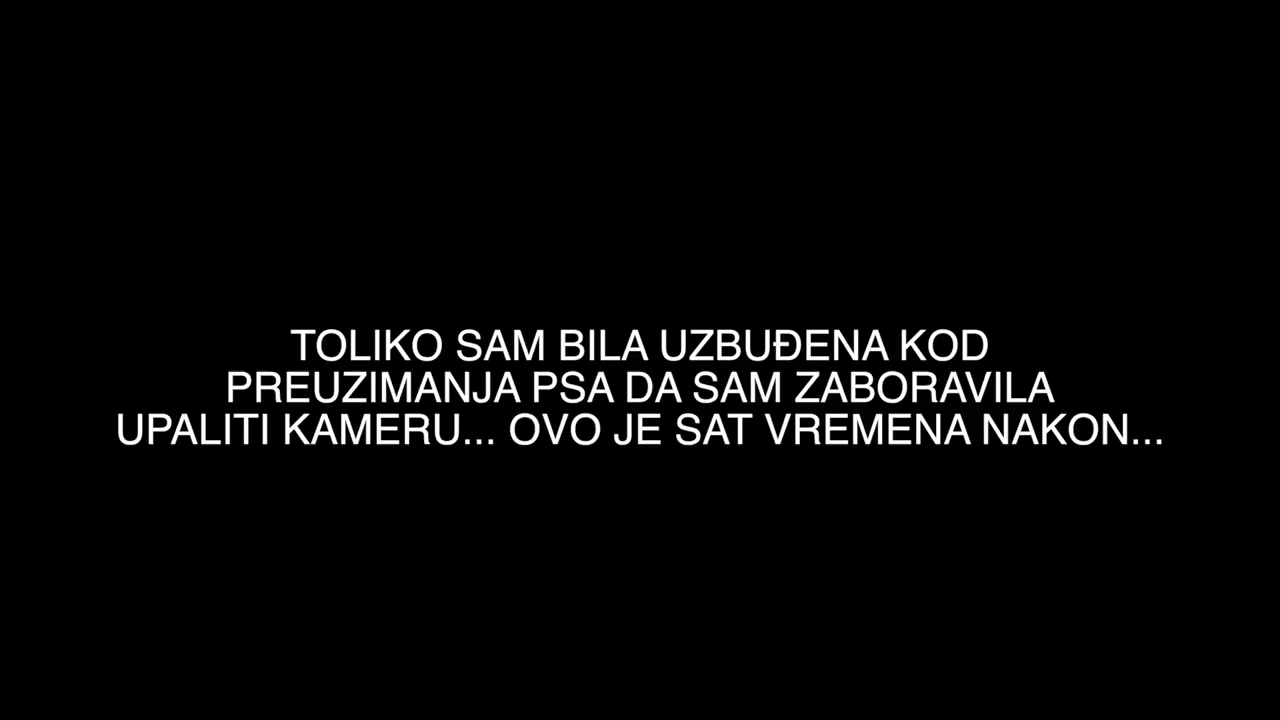 TOLIKO SAM BILA UZBUĐENA KOD
PREUZIMANJA PSA DA SAM ZABORAVILA
UPALITI KAMERU... OVO JE SAT VREMENA NAKON...